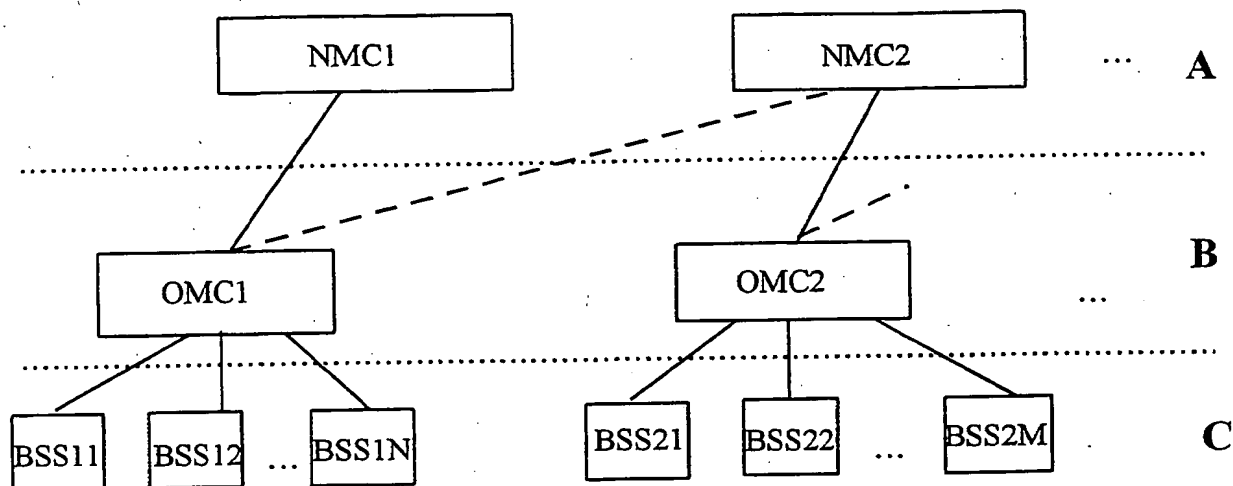 NMC1 NMC2 ... A
OMC1 OMC2 ... B
BSS11 BSS12 ... BSS1N BSS21 BSS22 ... BSS2M C